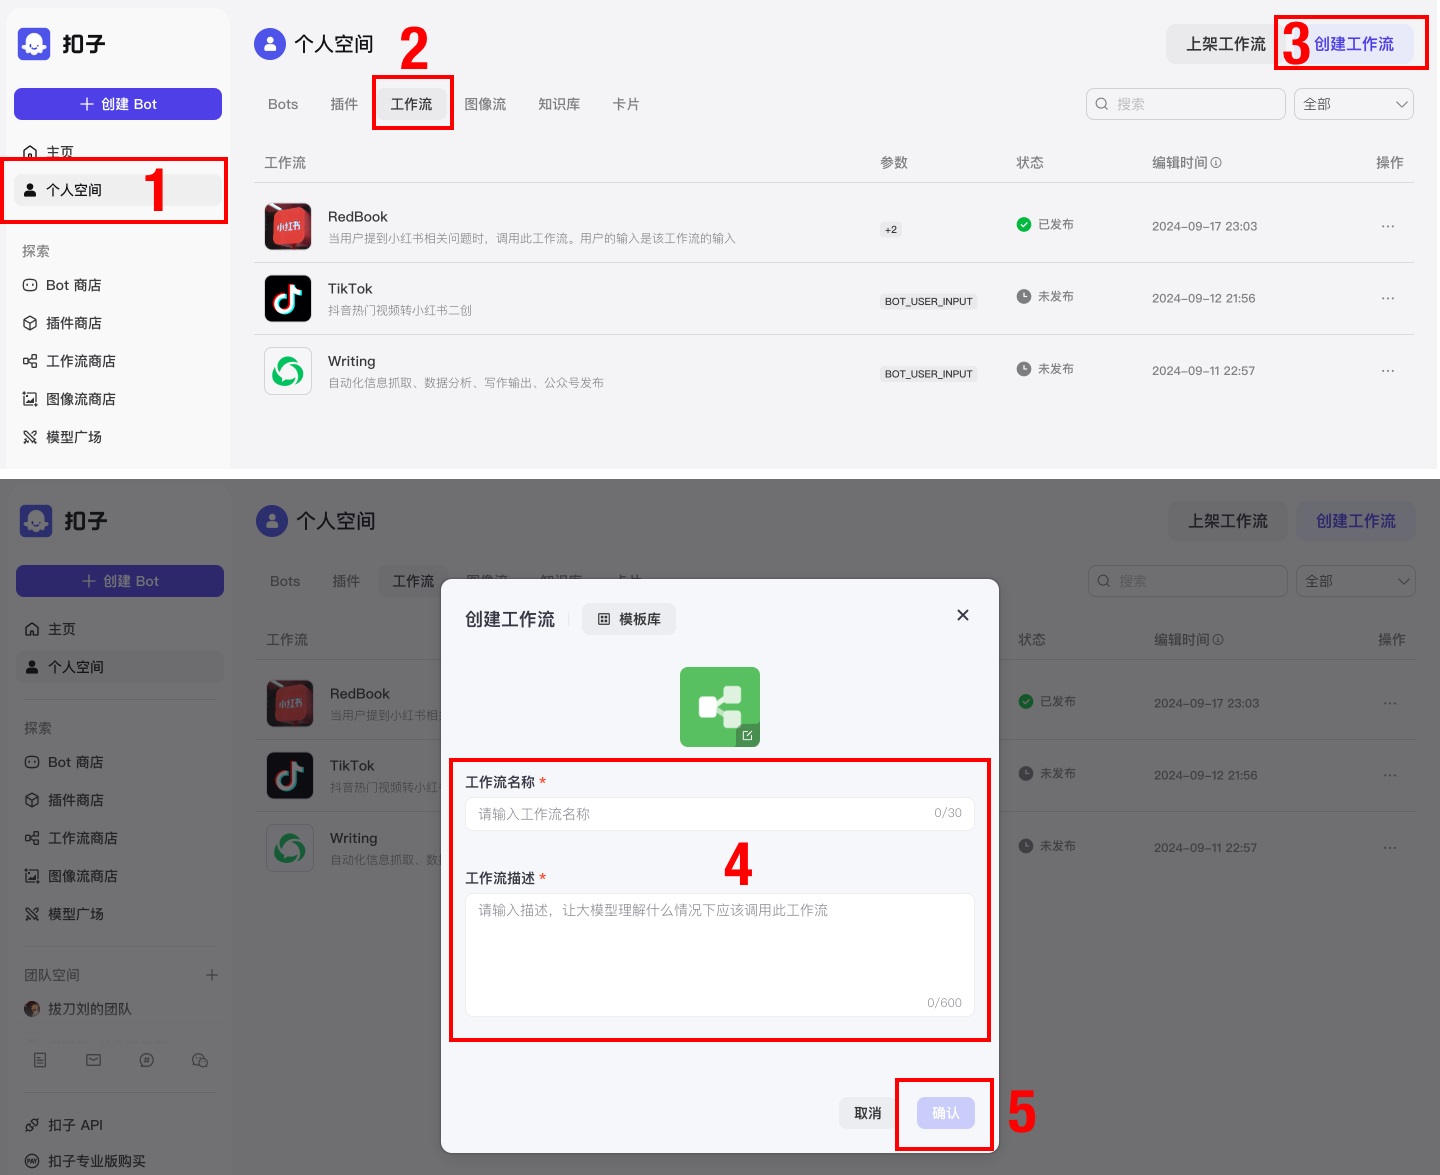 扣子
个人空间
2
上架工作流
3
创建工作流
创建 Bot
Bots
插件
工作流
图像流
知识库
卡片
搜索
全部
主页
个人空间
1
工作流
参数
状态
编辑时间
操作
小红书
RedBook
当用户提到小红书相关问题时，调用此工作流。用户的输入是该工作流的输入
+2
已发布
2024-09-17 23:03
探索
Bot 商店
TikTok
抖音热门视频转小红书二创
BOT_USER_INPUT
未发布
2024-09-12 21:56
插件商店
工作流商店
Writing
自动化信息抓取、数据分析、写作输出、公众号发布
BOT_USER_INPUT
未发布
2024-09-11 22:57
图像流商店
模型广场
扣子
个人空间
上架工作流
创建工作流
创建 Bot
Bots
插件
工作流
搜索
全部
主页
个人空间
工作流
状态
编辑时间
操作
小红书
RedBook
当用户提到小红书相
已发布
2024-09-17 23:03
探索
Bot 商店
TikTok
抖音热门视频转小红
未发布
2024-09-12 21:56
插件商店
工作流商店
Writing
自动化信息抓取、数
未发布
2024-09-11 22:57
图像流商店
模型广场
团队空间
拔刀刘的团队
扣子 API
扣子专业版购买
创建工作流
模板库
工作流名称 *
请输入工作流名称
0/30
4
工作流描述 *
请输入描述，让大模型理解什么情况下应该调用此工作流
0/600
取消
确认
5